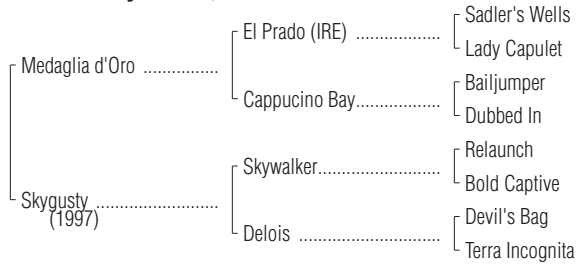 Sadler's Wells
El Prado (IRE) ..................
Lady Capulet
Medaglia d'Oro ................
Bailjumper
Cappucino Bay....................
Dubbed In
Relaunch
Skywalker.............................
Bold Captive
Skygusty ..........................
(1997)
Devil's Bag
Delois .................................
Terra Incognita